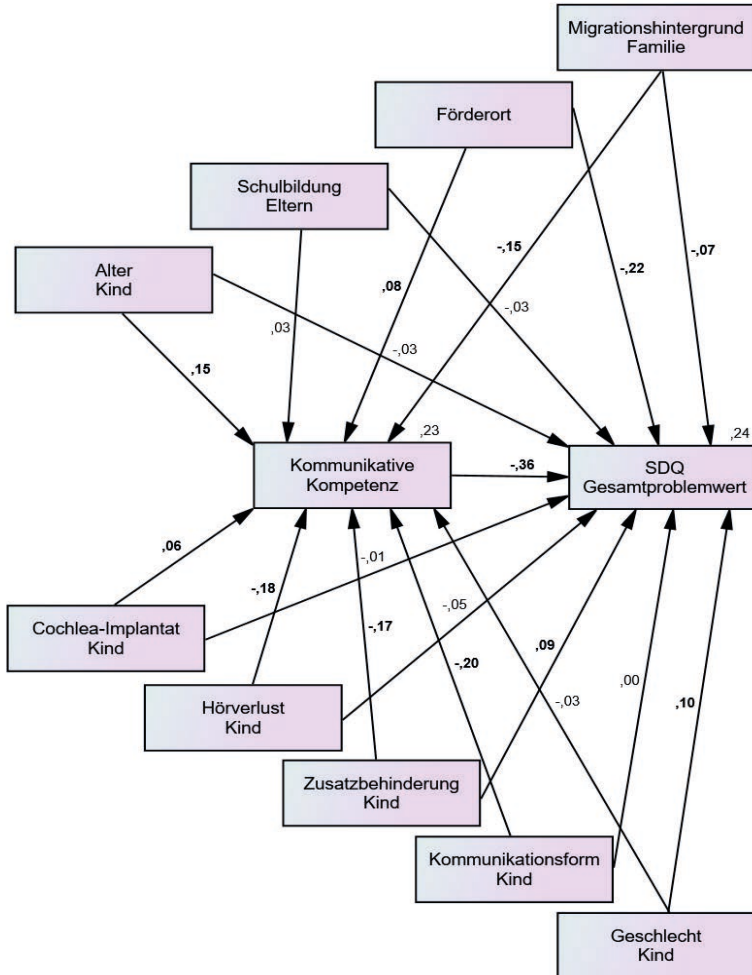 Migrationshintergrund
Familie
Förderort
Schulbildung
Eltern
Alter
Kind
-,15
-,07
,08
-,22
-,03
,03
-,03
,15
,23
,24
Kommunikative
Kompetenz
-,36
SDQ
Gesamtproblemwert
,06
-,01
-,18
-,05
-,17
,09
-,20
,00
-,03
,10
Cochlea-Implantat
Kind
Hörverlust
Kind
Zusatzbehinderung
Kind
Kommunikationsform
Kind
Geschlecht
Kind